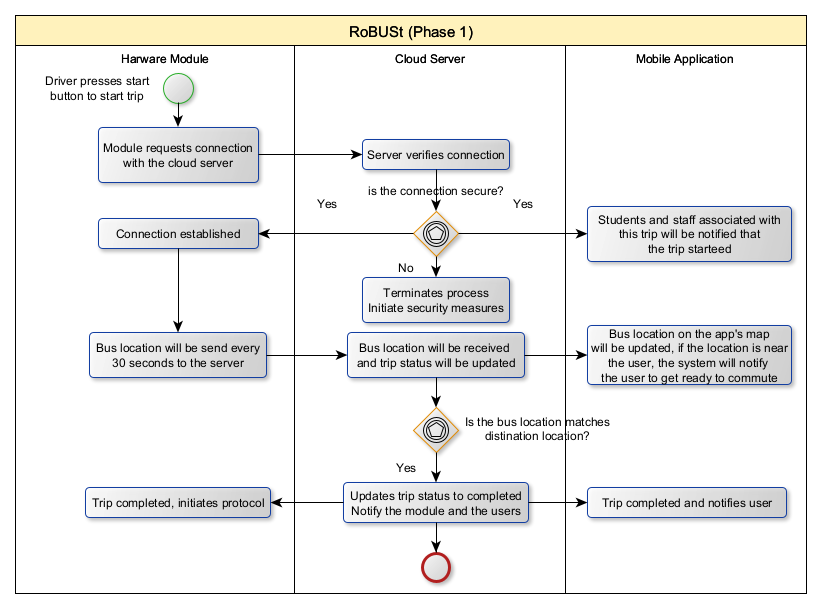 RoBUSt (Phase 1)
Harware Module
Cloud Server
Mobile Application
Driver presses start
button to start trip
Module requests connection
with the cloud server
Server verifies connection
is the connection secure?
Yes
Yes
Connection established
Students and staff associated with
this trip will be notified that
the trip starteed
No
Terminates process
Initiate security measures
Bus location will be send every
30 seconds to the server
Bus location will be received
and trip status will be updated
Bus location on the app's map
will be updated, if the location is near
the user, the system will notify
the user to get ready to commute
Is the bus location matches
distination location?
Yes
Trip completed, initiates protocol
Updates trip status to completed
Notify the module and the users
Trip completed and notifies user